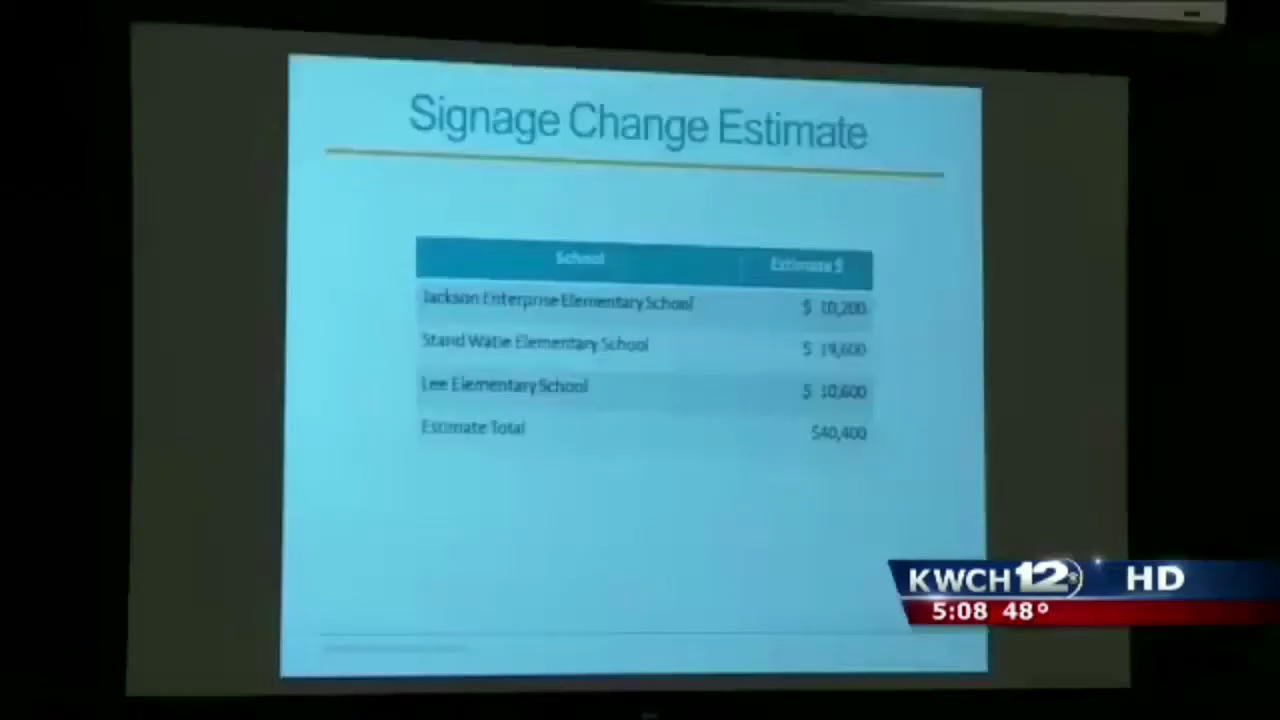 Signage Change Estimate
School Estimate $
Jackson Enterprise Elementary School $ 10,200
Stand Watie Elementary School $ 19,600
Lee Elementary School $ 10,600
Estimate Total $40,400
KWCH 12 HD
5:08 48°